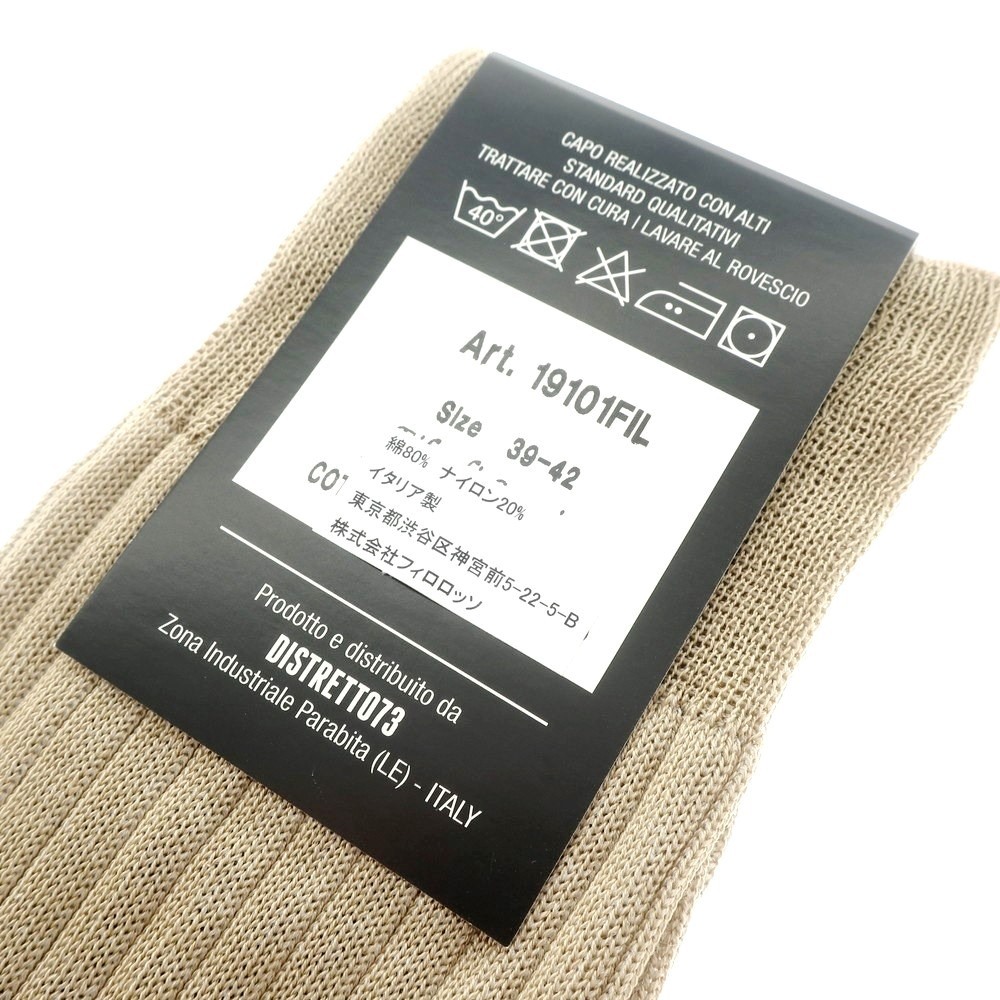 CAPO REALIZZATO CON ALTI
STANDARD QUALITATIVI
TRATTARE CON CURA / LAVARE AL ROVESCIO
40°
Art. 19101FIL
Size 39-42
綿80% ナイロン20%
イタリア製
東京都渋谷区神宮前5-22-5-B
株式会社フィロロッソ
Prodotto e distribuito da
DISTRETTO73
Zona Industriale Parabita (LE) - ITALY